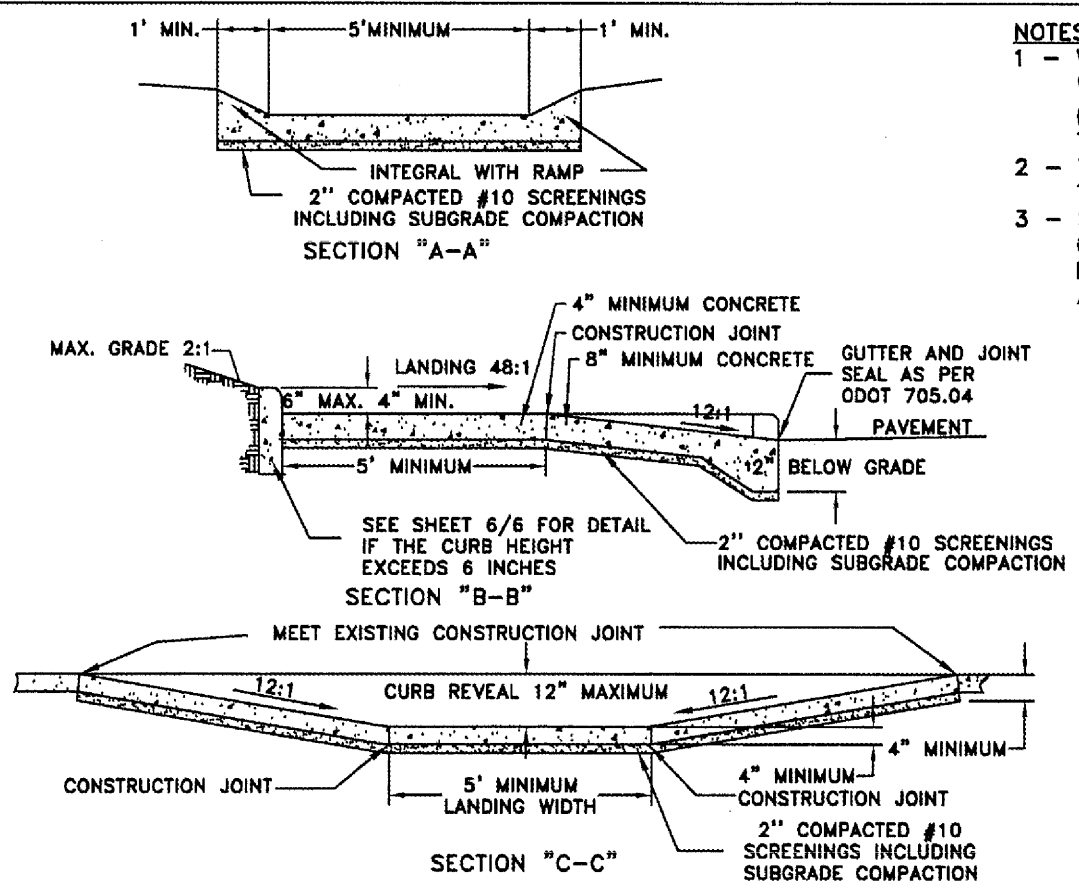 1' MIN. 5'MINIMUM 1' MIN.
INTEGRAL WITH RAMP
2" COMPACTED #10 SCREENINGS
INCLUDING SUBGRADE COMPACTION
SECTION "A-A"
NOTES
1 -
2 -
3 -
MAX. GRADE 2:1
LANDING 48:1
6" MAX. 4" MIN.
4" MINIMUM CONCRETE
CONSTRUCTION JOINT
8" MINIMUM CONCRETE
GUTTER AND JOINT
SEAL AS PER
ODOT 705.04
12:1
PAVEMENT
5' MINIMUM
12" BELOW GRADE
SEE SHEET 6/6 FOR DETAIL
IF THE CURB HEIGHT
EXCEEDS 6 INCHES
2" COMPACTED #10 SCREENINGS
INCLUDING SUBGRADE COMPACTION
SECTION "B-B"
MEET EXISTING CONSTRUCTION JOINT
12:1 CURB REVEAL 12" MAXIMUM 12:1
4" MINIMUM
CONSTRUCTION JOINT
5' MINIMUM
LANDING WIDTH
4" MINIMUM
CONSTRUCTION JOINT
2" COMPACTED #10
SCREENINGS INCLUDING
SUBGRADE COMPACTION
SECTION "C-C"